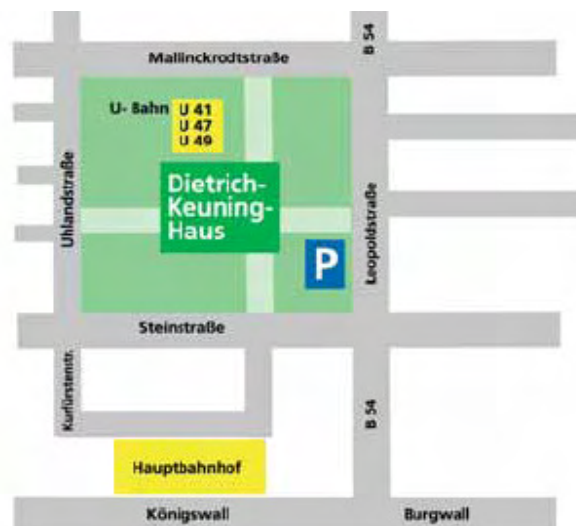 B 54
Mallinckrodtstraße
U- Bahn U 41
U 47
U 49
Dietrich-
Keuning-
Haus
Uhlandstraße
Leopoldstraße
P
Steinstraße
Kurfürstenstr.
B 54
Hauptbahnhof
Königswall
Burgwall